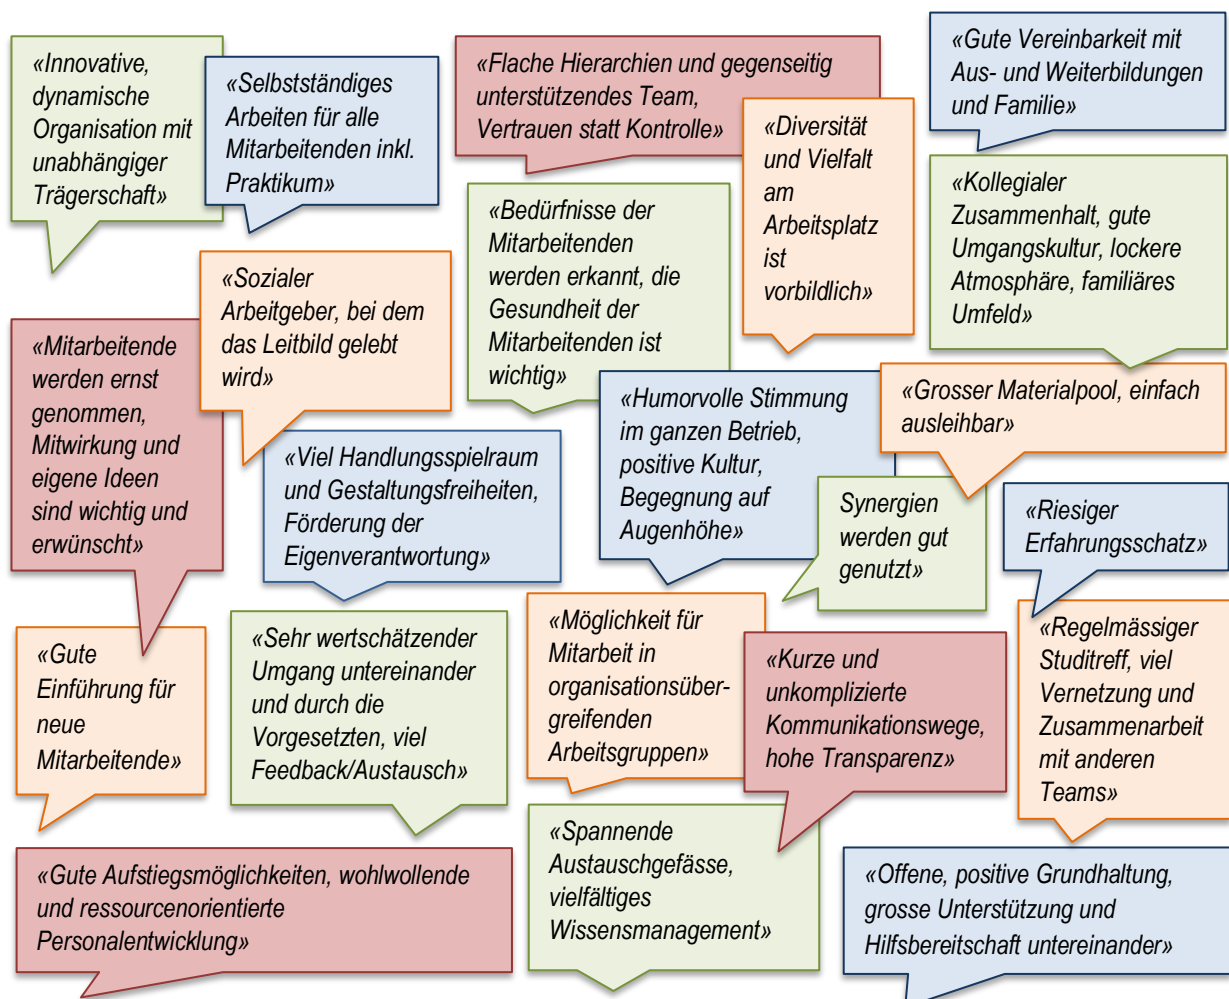 «Innovative,
dynamische
Organisation mit
unabhängiger
Trägerschaft»
«Selbstständiges
Arbeiten für alle
Mitarbeitenden inkl.
Praktikum»
«Flache Hierarchien und gegenseitig
unterstützendes Team,
Vertrauen statt Kontrolle»
«Diversität
und Vielfalt
am
Arbeitsplatz
ist
vorbildlich»
«Gute Vereinbarkeit mit
Aus- und Weiterbildungen
und Familie»
«Kollegialer
Zusammenhalt, gute
Umgangskultur, lockere
Atmosphäre, familiäres
Umfeld»
«Bedürfnisse der
Mitarbeitenden
werden erkannt, die
Gesundheit der
Mitarbeitenden ist
wichtig»
«Sozialer
Arbeitgeber, bei dem
das Leitbild gelebt
wird»
«Mitarbeitende
werden ernst
genommen,
Mitwirkung und
eigene Ideen
sind wichtig und
erwünscht»
«Viel Handlungsspielraum
und Gestaltungsfreiheiten,
Förderung der
Eigenverantwortung»
«Humorvolle Stimmung
im ganzen Betrieb,
positive Kultur,
Begegnung auf
Augenhöhe»
«Grosser Materialpool, einfach
ausleihbar»
Synergien
werden gut
genutzt»
«Riesiger
Erfahrungsschatz»
«Gute
Einführung für
neue
Mitarbeitende»
«Sehr wertschätzender
Umgang untereinander
und durch die
Vorgesetzten, viel
Feedback/Austausch»
«Möglichkeit für
Mitarbeit in
organisationsüber-
greifenden
Arbeitsgruppen»
«Kurze und
unkomplizierte
Kommunikationswege,
hohe Transparenz»
«Regelmässiger
Studitreff, viel
Vernetzung und
Zusammenarbeit
mit anderen
Teams»
«Gute Aufstiegsmöglichkeiten, wohlwollende
und ressourcenorientierte
Personalentwicklung»
«Spannende
Austauschgefässe,
vielfältiges
Wissensmanagement»
«Offene, positive Grundhaltung,
grosse Unterstützung und
Hilfsbereitschaft untereinander»